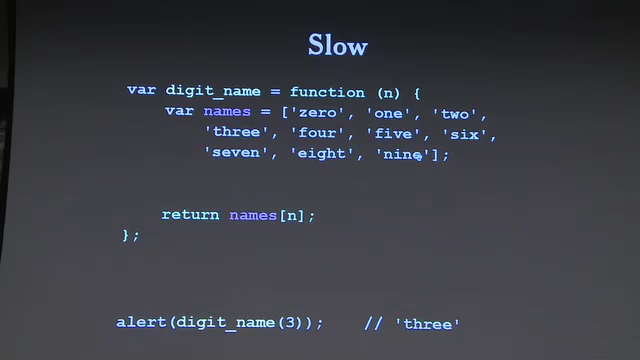 Slow
var digit_name = function (n) {
var names = ['zero', 'one', 'two',
'three', 'four', 'five', 'six',
'seven', 'eight', 'nine'];
return names[n];
};
alert(digit_name(3)); // 'three'